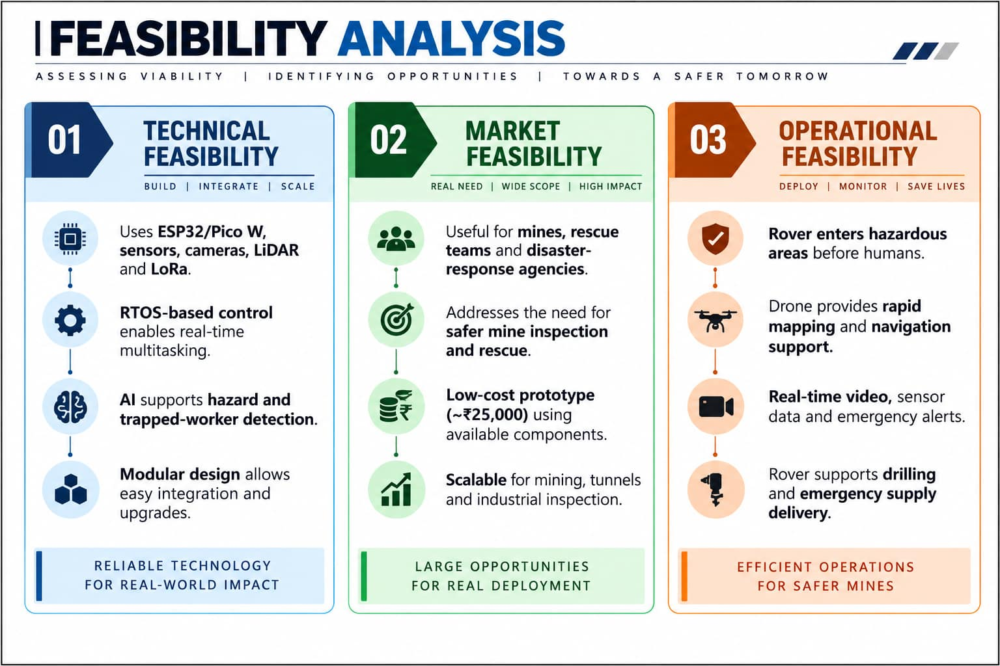 FEASIBILITY ANALYSIS
ASSESSING VIABILITY | IDENTIFYING OPPORTUNITIES | TOWARDS A SAFER TOMORROW
01
TECHNICAL
FEASIBILITY
BUILD | INTEGRATE | SCALE
Uses ESP32/Pico W,
sensors, cameras, LiDAR
and LoRa.
RTOS-based control
enables real-time
multitasking.
AI supports hazard and
trapped-worker detection.
Modular design allows
easy integration and
upgrades.
RELIABLE TECHNOLOGY
FOR REAL-WORLD IMPACT
02
MARKET
FEASIBILITY
REAL NEED | WIDE SCOPE | HIGH IMPACT
Useful for mines, rescue
teams and disaster-
response agencies.
Addresses the need for
safer mine inspection
and rescue.
₹
Low-cost prototype
(~₹25,000) using
available components.
Scalable for mining, tunnels
and industrial inspection.
LARGE OPPORTUNITIES
FOR REAL DEPLOYMENT
03
OPERATIONAL
FEASIBILITY
DEPLOY | MONITOR | SAVE LIVES
Rover enters hazardous
areas before humans.
Drone provides rapid
mapping and navigation
support.
Real-time video, sensor
data and emergency alerts.
Rover supports drilling
and emergency supply
delivery.
EFFICIENT OPERATIONS
FOR SAFER MINES